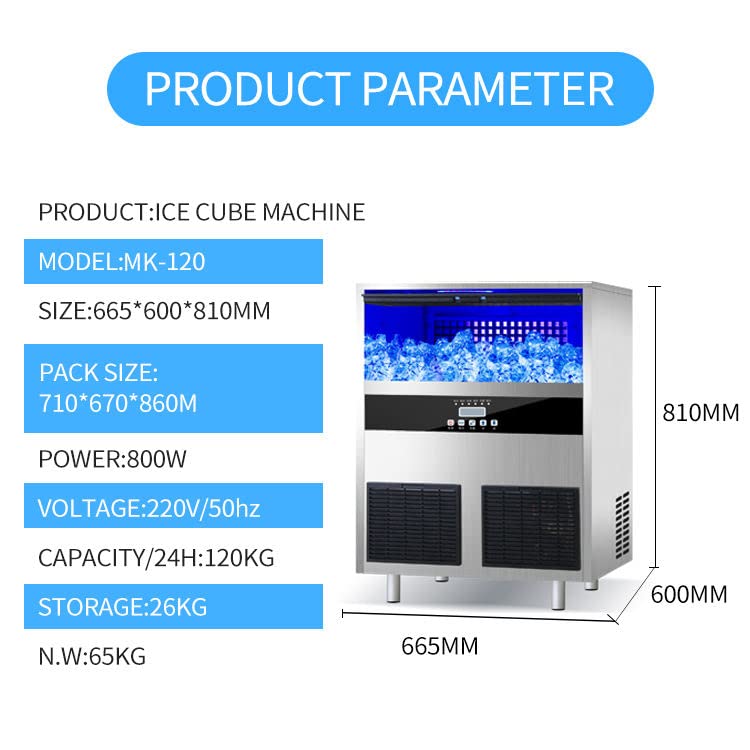 PRODUCT PARAMETER
PRODUCT:ICE CUBE MACHINE
MODEL:MK-120
SIZE:665*600*810MM
PACK SIZE:
710*670*860M
POWER:800W
VOLTAGE:220V/50hz
CAPACITY/24H:120KG
STORAGE:26KG
N.W:65KG
810MM
600MM
665MM